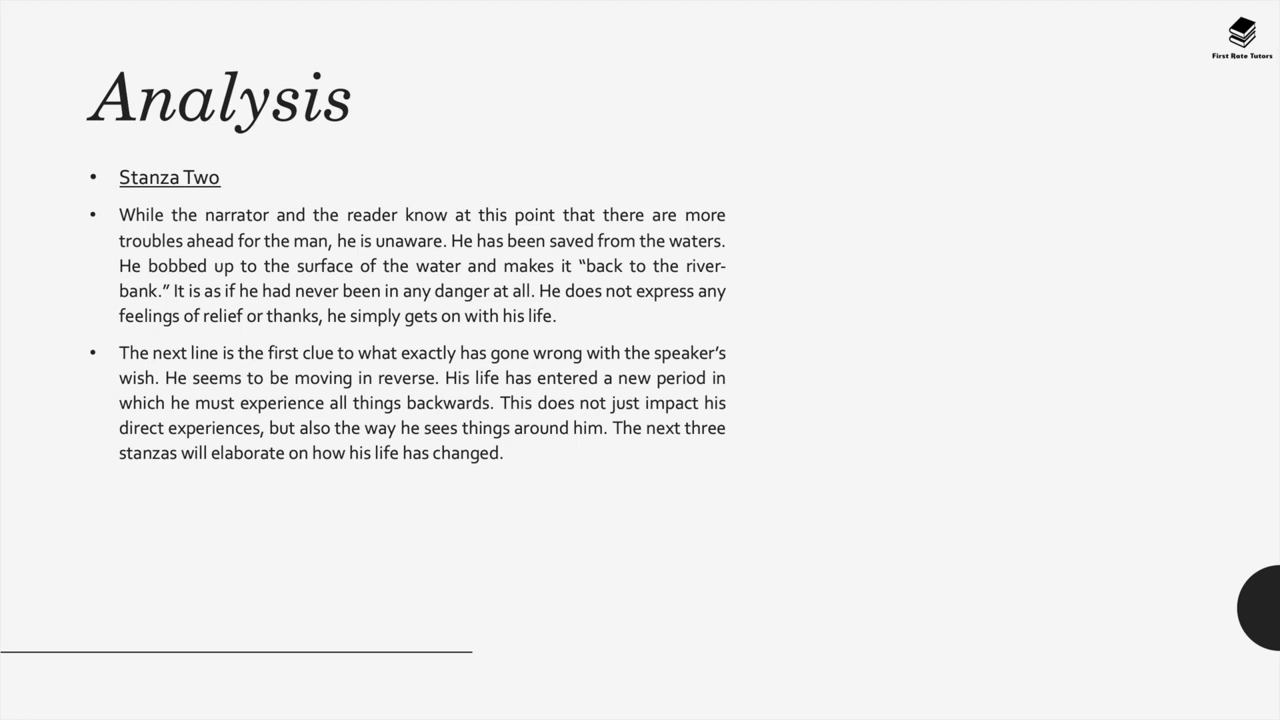 First Rate Tutors
Analysis
• Stanza Two
• While the narrator and the reader know at this point that there are more
troubles ahead for the man, he is unaware. He has been saved from the waters.
He bobbed up to the surface of the water and makes it “back to the river-
bank.” It is as if he had never been in any danger at all. He does not express any
feelings of relief or thanks, he simply gets on with his life.
• The next line is the first clue to what exactly has gone wrong with the speaker’s
wish. He seems to be moving in reverse. His life has entered a new period in
which he must experience all things backwards. This does not just impact his
direct experiences, but also the way he sees things around him. The next three
stanzas will elaborate on how his life has changed.